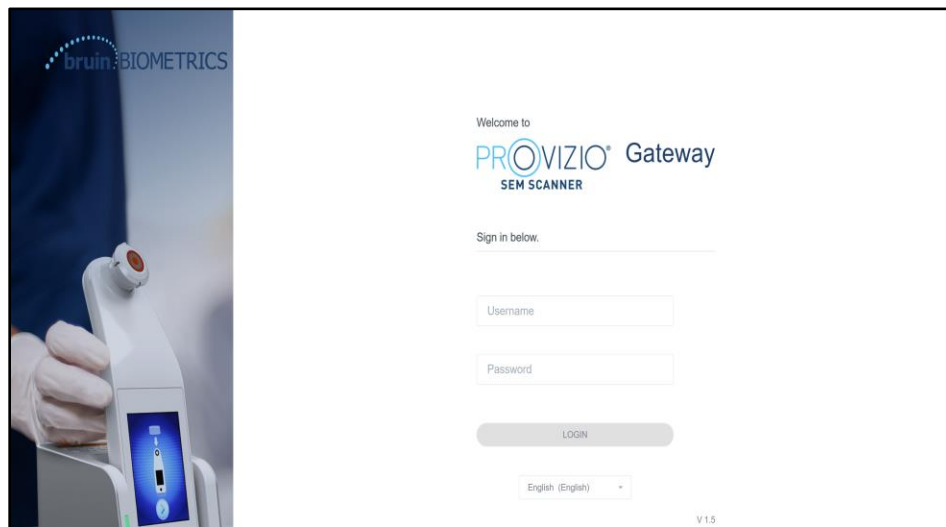 bruin BIOMETRICS
Welcome to
PROVIZIO® Gateway
SEM SCANNER
Sign in below.
Username
Password
LOGIN
English (English)
V 1.5